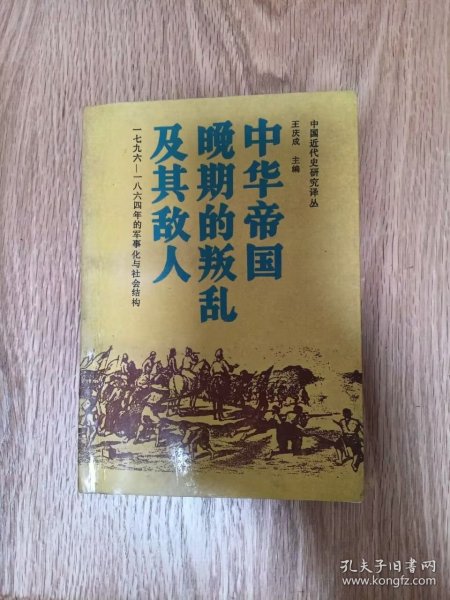 中国近代史研究译丛
王庆成 主编
中华帝国
晚期的叛乱
及其敌人
一七九六—一八六四年的军事化与社会结构
孔夫子旧书网
www.kongfz.com